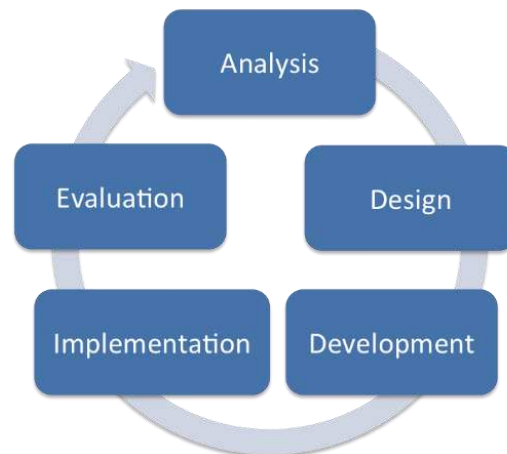 Analysis
Design
Development
Implementation
Evaluation